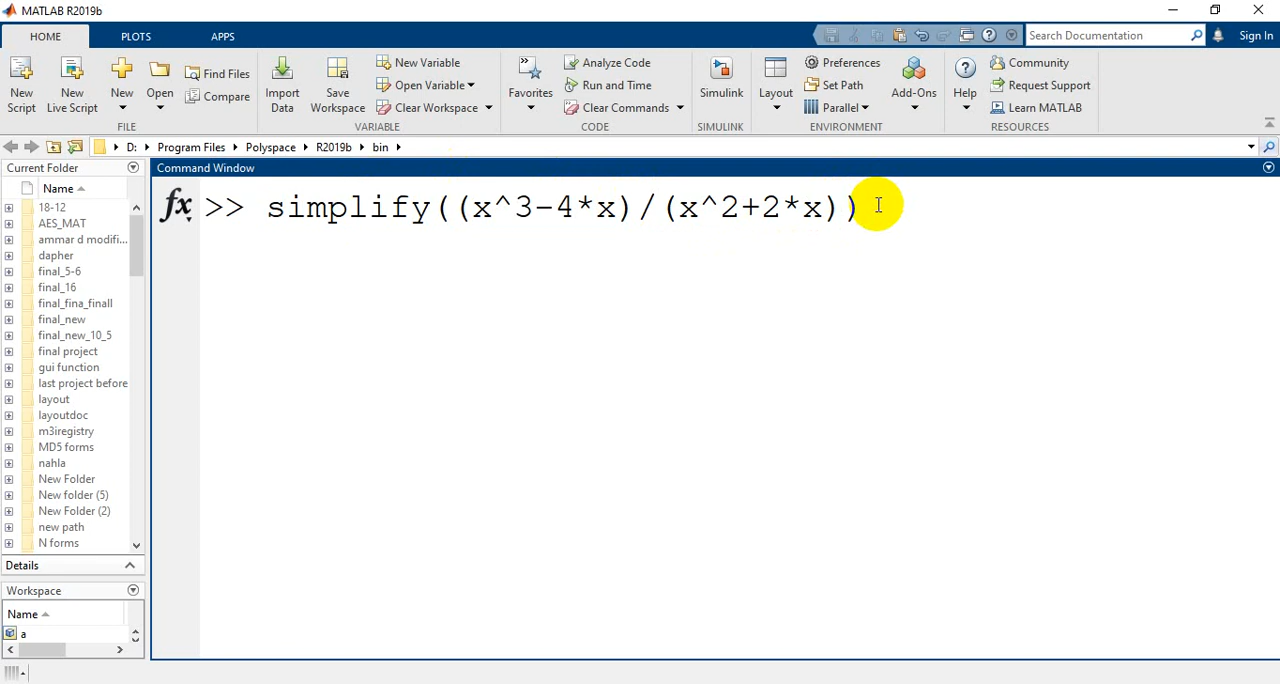 MATLAB R2019b
HOME PLOTS APPS Search Documentation Sign In
New Script New Live Script New Open Find Files Compare Import Data Save Workspace New Variable Open Variable Clear Workspace Favorites Analyze Code Run and Time Clear Commands Simulink Layout Preferences Set Path Parallel Add-Ons Help Community Request Support Learn MATLAB
FILE VARIABLE CODE SIMULINK ENVIRONMENT RESOURCES
D: Program Files Polyspace R2019b bin
Current Folder
Command Window
Name
fx >> simplify((x^3-4*x)/(x^2+2*x))
18-12
AES_MAT
ammar d modifi...
dapher
final_5-6
final_16
final_fina_finall
final_new
final_new_10_5
final project
gui function
last project before
layout
layoutdoc
m3iregistry
MD5 forms
nahla
New Folder
New folder (5)
New Folder (2)
new path
N forms
Details
Workspace
Name
a